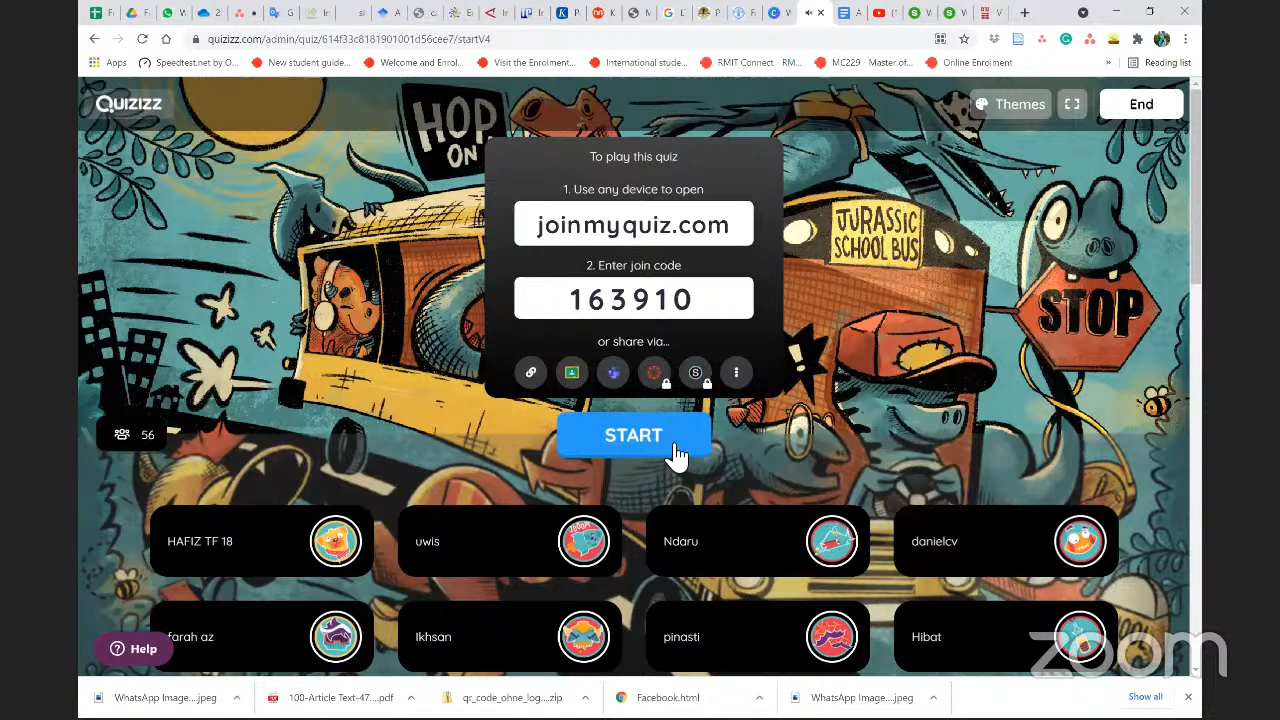 quizizz.com/admin/quiz/614f33c8181901001d56cee7/startV4
Apps
Speedtest.net by O...
New student guide...
Welcome and Enrol...
Visit the Enrolment...
International stude...
RMIT Connect - RM...
MC229 - Master of...
Online Enrolment
»
Reading list
Quizizz
Themes
End
HOP
ON
JURASSIC
SCHOOL BUS
STOP
To play this quiz
1. Use any device to open
joinmyquiz.com
2. Enter join code
163910
or share via...
56
START
HAFIZ TF 18
uwis
Ndaru
danielcv
farah az
Ikhsan
pinasti
Hibat
Help
zoom
WhatsApp Image....jpeg
100-Article Text-47....pdf
qr_code_ohne_log....zip
Facebook.html
WhatsApp Image....jpeg
Show all